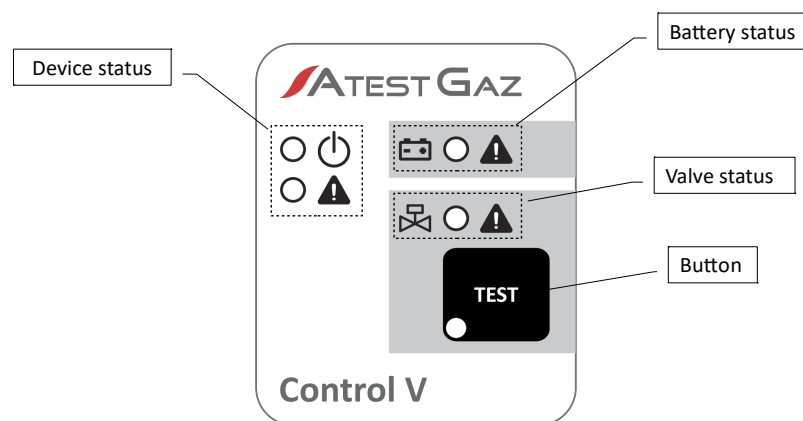 Battery status
Device status
ATEST GAZ
Valve status
Button
TEST
Control V